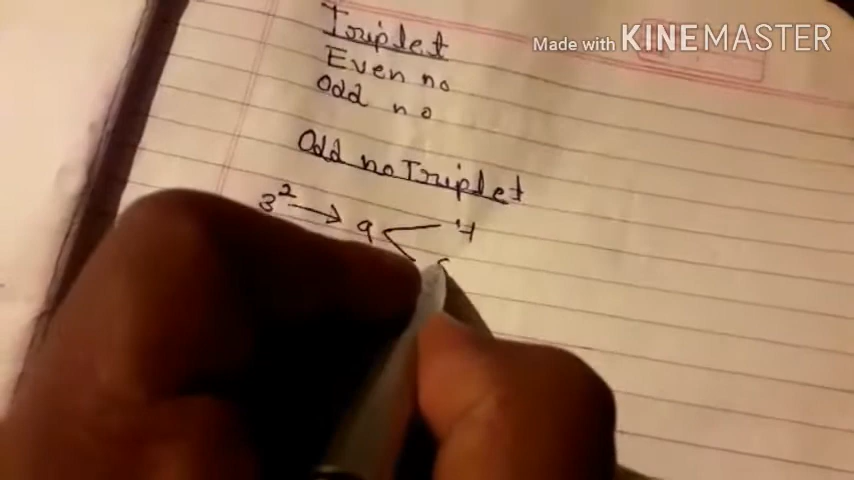 Made with KINEMASTER
Triplet
Even no
Odd no
Odd no Triplet
3² → 9 < 4